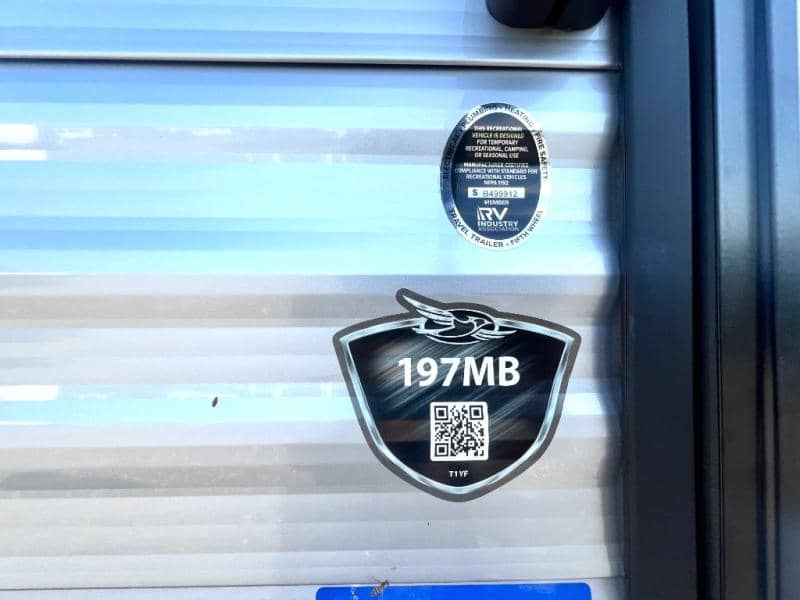 ELECTRICAL • PLUMBING • HEATING • FIRE SAFETY
THIS RECREATIONAL
VEHICLE IS DESIGNED
FOR TEMPORARY
RECREATIONAL, CAMPING,
OR SEASONAL USE
MANUFACTURER CERTIFIES
COMPLIANCE WITH STANDARD FOR
RECREATIONAL VEHICLES
NFPA 1192
S B499912
MEMBER
RV
INDUSTRY
ASSOCIATION
TRAVEL TRAILER - FIFTH WHEEL
197MB
T1YF